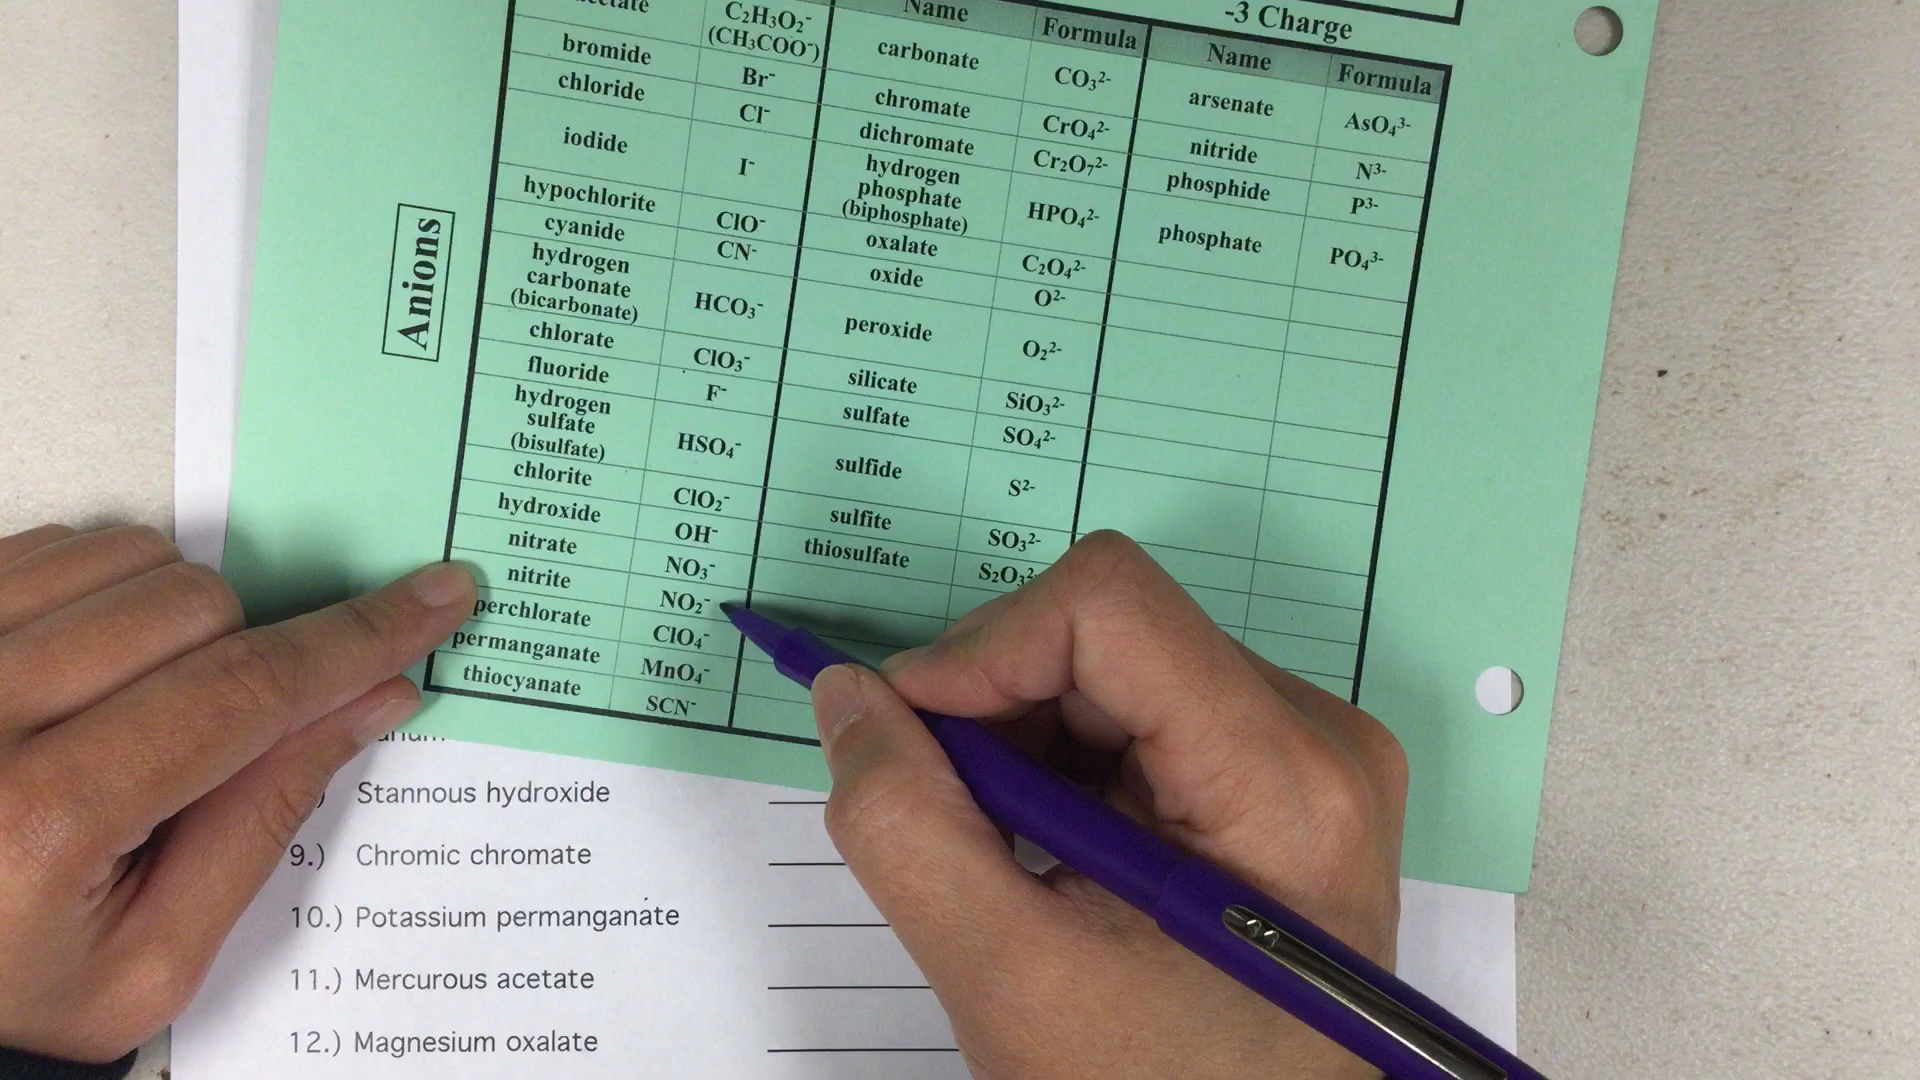 -3 Charge
Anions
C₂H₃O₂⁻
(CH₃COO⁻)
bromide Br⁻
chloride Cl⁻
iodide I⁻
hypochlorite ClO⁻
cyanide CN⁻
hydrogen
carbonate
(bicarbonate) HCO₃⁻
chlorate ClO₃⁻
fluoride F⁻
hydrogen
sulfate
(bisulfate) HSO₄⁻
chlorite ClO₂⁻
hydroxide OH⁻
nitrate NO₃⁻
nitrite NO₂⁻
perchlorate ClO₄⁻
permanganate MnO₄⁻
thiocyanate SCN⁻
Name Formula
carbonate CO₃²⁻
chromate CrO₄²⁻
dichromate Cr₂O₇²⁻
hydrogen
phosphate
(biphosphate) HPO₄²⁻
oxalate C₂O₄²⁻
oxide O²⁻
peroxide O₂²⁻
silicate SiO₃²⁻
sulfate SO₄²⁻
sulfide S²⁻
sulfite SO₃²⁻
thiosulfate S₂O₃²
Name Formula
arsenate AsO₄³⁻
nitride N³⁻
phosphide P³⁻
phosphate PO₄³⁻
) Stannous hydroxide
9.) Chromic chromate
10.) Potassium permanganate
11.) Mercurous acetate
12.) Magnesium oxalate